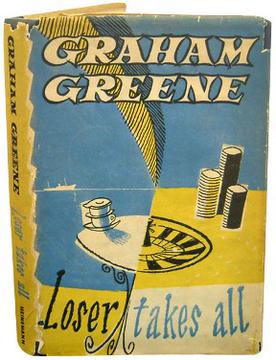 GRAHAM
GREENE
Loser takes all
GRAHAM GREENE
Loser takes all
HEINEMANN